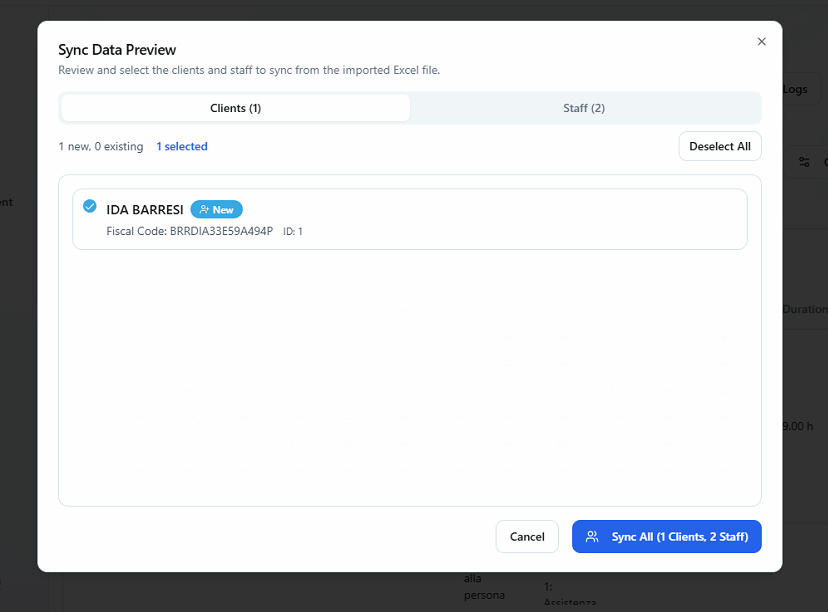 Sync Data Preview
Review and select the clients and staff to sync from the imported Excel file.
Clients (1)
Staff (2)
1 new, 0 existing
1 selected
Deselect All
IDA BARRESI
New
Fiscal Code: BRRDIA33E59A494P
ID: 1
Cancel
Sync All (1 Clients, 2 Staff)
Logs
Duration
9.00 h
alla
persona
1:
Assistenza